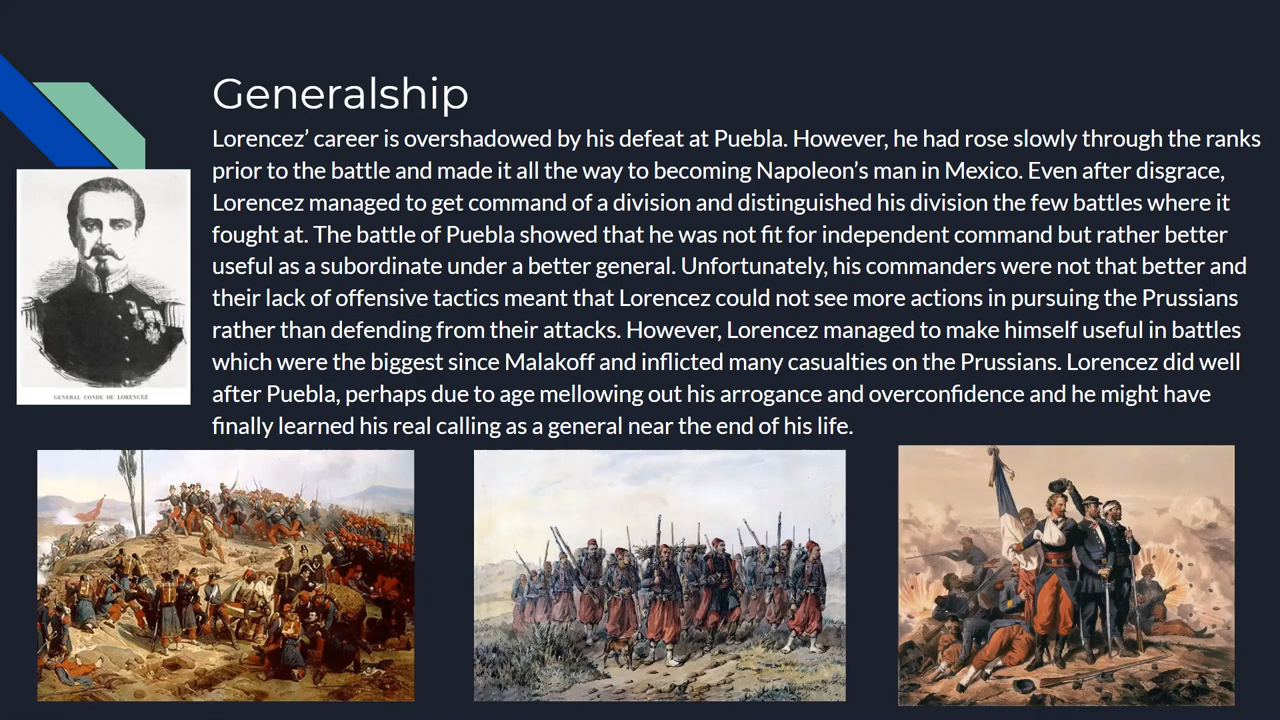 Generalship
Lorencez’ career is overshadowed by his defeat at Puebla. However, he had rose slowly through the ranks
prior to the battle and made it all the way to becoming Napoleon’s man in Mexico. Even after disgrace,
Lorencez managed to get command of a division and distinguished his division the few battles where it
fought at. The battle of Puebla showed that he was not fit for independent command but rather better
useful as a subordinate under a better general. Unfortunately, his commanders were not that better and
their lack of offensive tactics meant that Lorencez could not see more actions in pursuing the Prussians
rather than defending from their attacks. However, Lorencez managed to make himself useful in battles
which were the biggest since Malakoff and inflicted many casualties on the Prussians. Lorencez did well
after Puebla, perhaps due to age mellowing out his arrogance and overconfidence and he might have
finally learned his real calling as a general near the end of his life.
GENERAL CONDE DE LORENCEZ